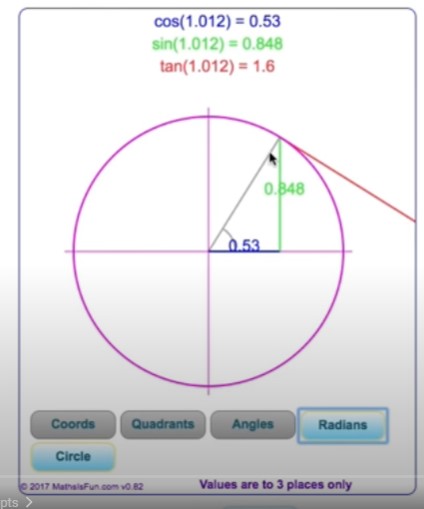 cos(1.012) = 0.53
sin(1.012) = 0.848
tan(1.012) = 1.6
0.848
0.53
Coords Quadrants Angles Radians
Circle
© 2017 MathsIsFun.com v0.82 Values are to 3 places only
pts >